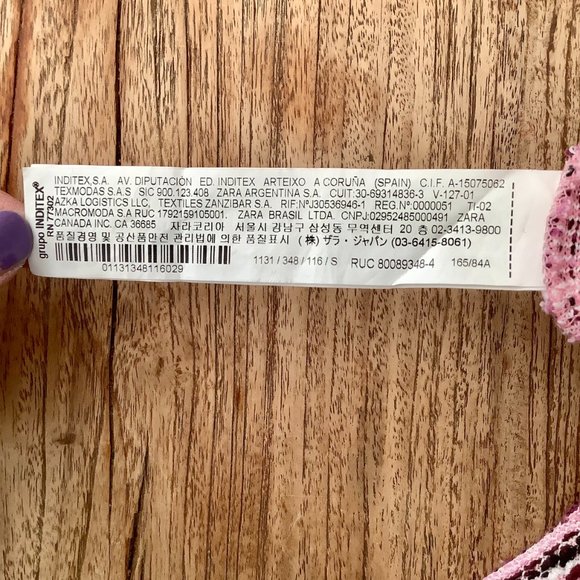 grupo INDITEX®
RN 77302
INDITEX,S.A. AV. DIPUTACIÓN ED. INDITEX ARTEIXO A CORUÑA (SPAIN) C.I.F. A-15075062
TEXMODAS S.A.S SIC 900.123.408 ZARA ARGENTINA S.A. CUIT:30-69314836-3 V-127-01
AZKA LOGISTICS LLC, TEXTILES ZANZIBAR S.A. RIF:NºJ30536946-1 REG.Nº:0000051 TI-02
MACROMODA S.A RUC 1792159105001. ZARA BRASIL LTDA. CNPJ:02952485000491 ZARA
CANADA INC. CA 36685 자라코리아 서울시 강남구 삼성동 무역센터 20 층 02-3413-9800
품질경영 및 공산품안전 관리법에 의한 품질표시 (株) ザラ・ジャパン (03-6415-8061)
01131348116029
1131 / 348 / 116 / S RUC 80089348-4 165/84A